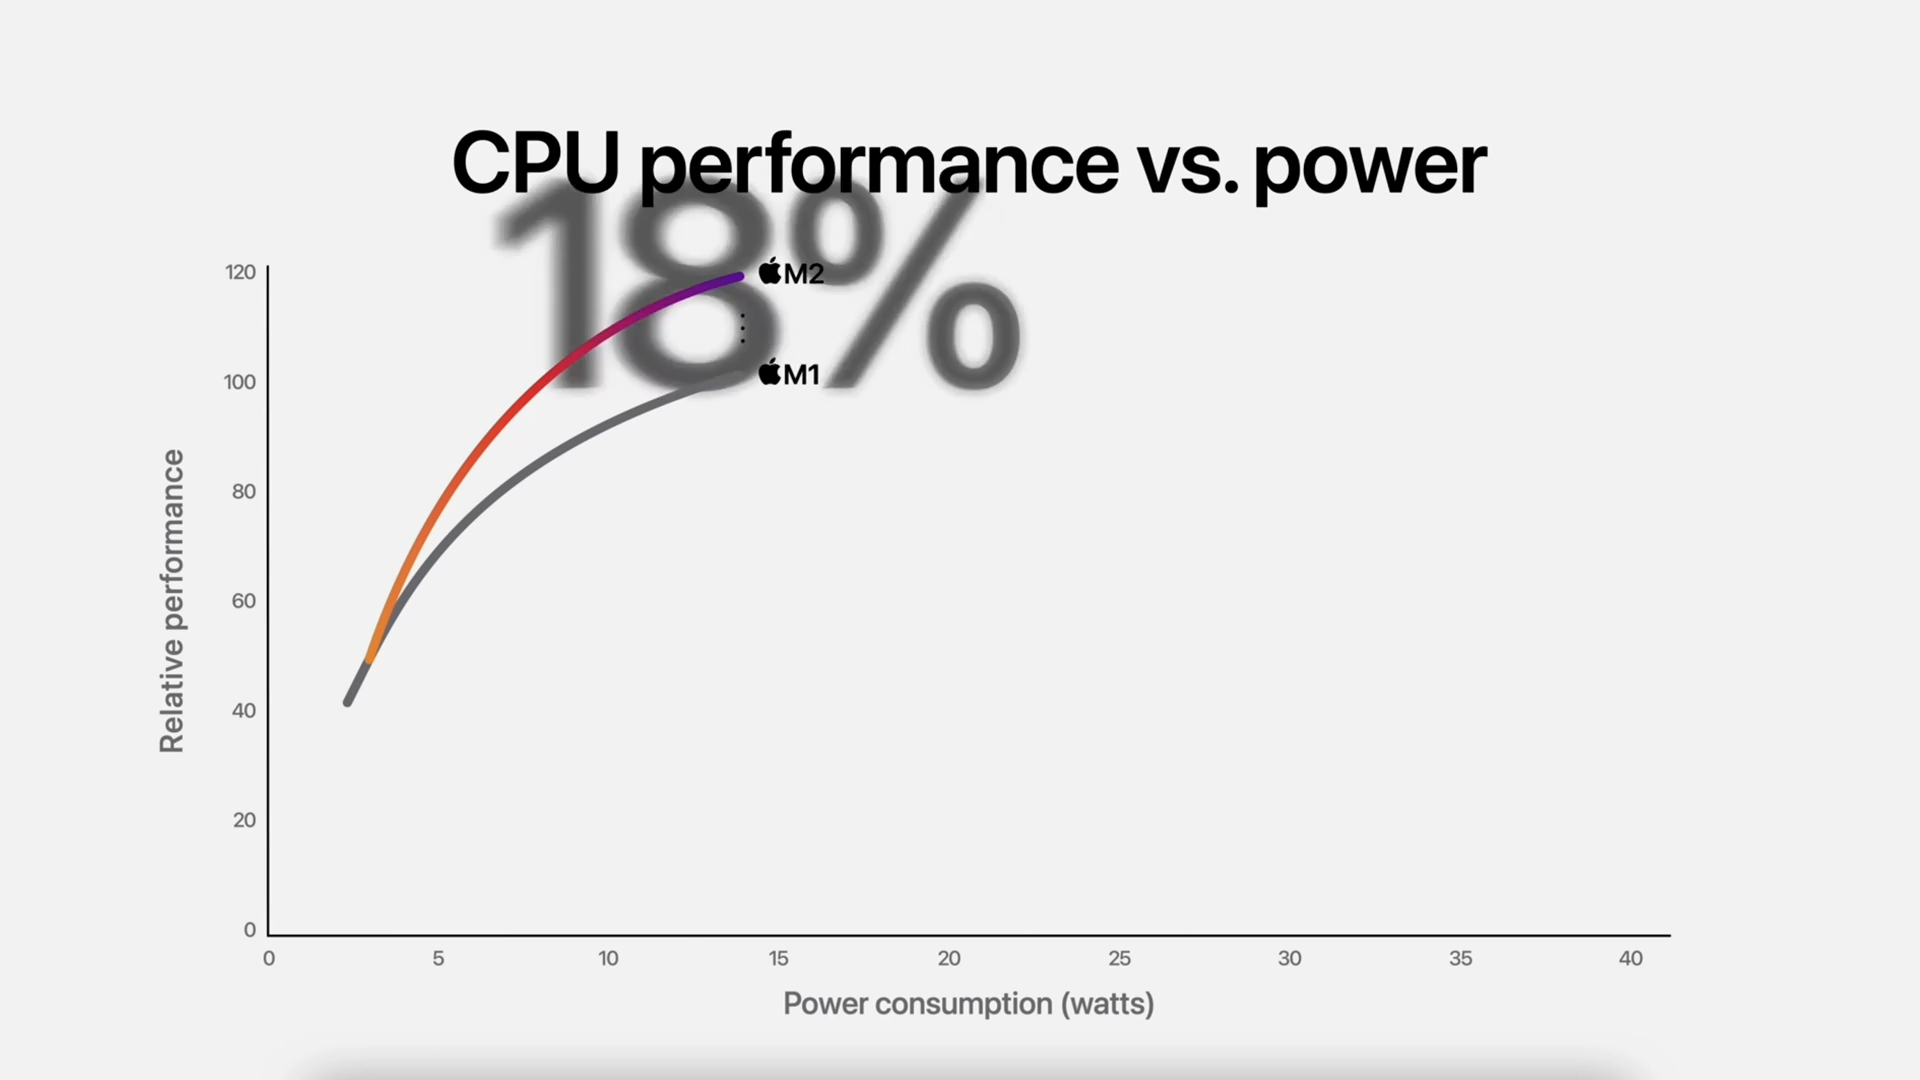 CPU performance vs. power
18%
M2
M1
Relative performance
120
100
80
60
40
20
0
0 5 10 15 20 25 30 35 40
Power consumption (watts)